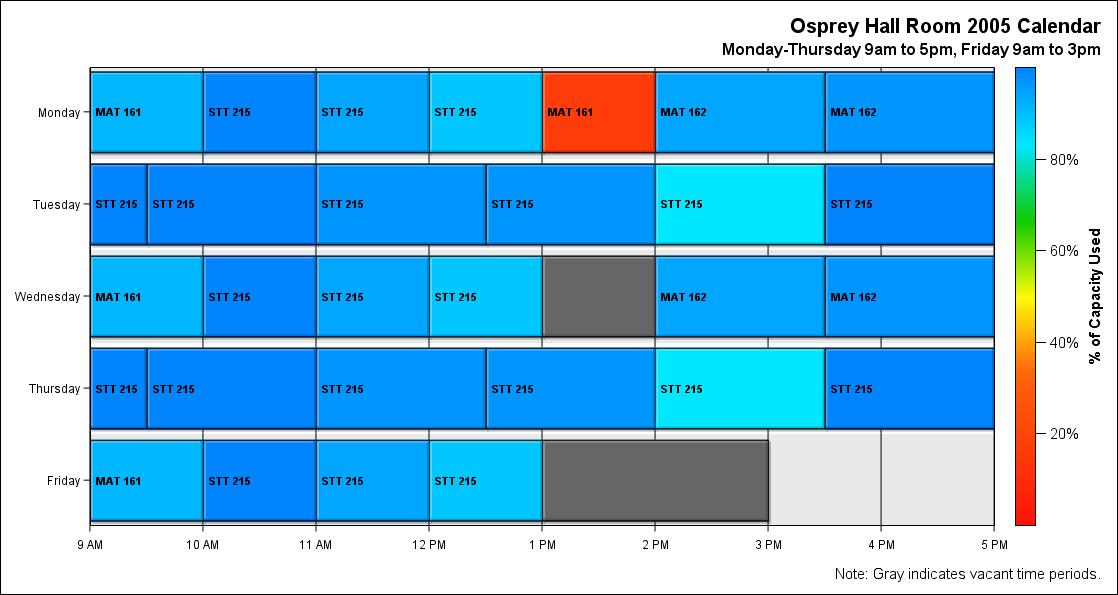 Osprey Hall Room 2005 Calendar
Monday-Thursday 9am to 5pm, Friday 9am to 3pm
Monday MAT 161 STT 215 STT 215 STT 215 MAT 161 MAT 162 MAT 162
80%
Tuesday STT 215 STT 215 STT 215 STT 215 STT 215 STT 215
60%
Wednesday MAT 161 STT 215 STT 215 STT 215 MAT 162 MAT 162
% of Capacity Used
40%
Thursday STT 215 STT 215 STT 215 STT 215 STT 215 STT 215
20%
Friday MAT 161 STT 215 STT 215 STT 215
9 AM 10 AM 11 AM 12 PM 1 PM 2 PM 3 PM 4 PM 5 PM
Note: Gray indicates vacant time periods.